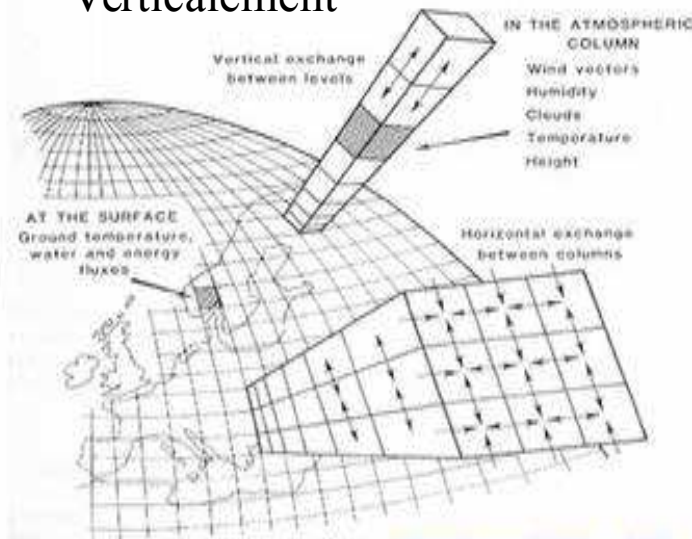 Verticalement
IN THE ATMOSPHERIC
COLUMN
Wind vectors
Humidity
Clouds
Temperature
Height
Vertical exchange
between levels
AT THE SURFACE
Ground temperature,
water and energy
fluxes
Horizontal exchange
between columns